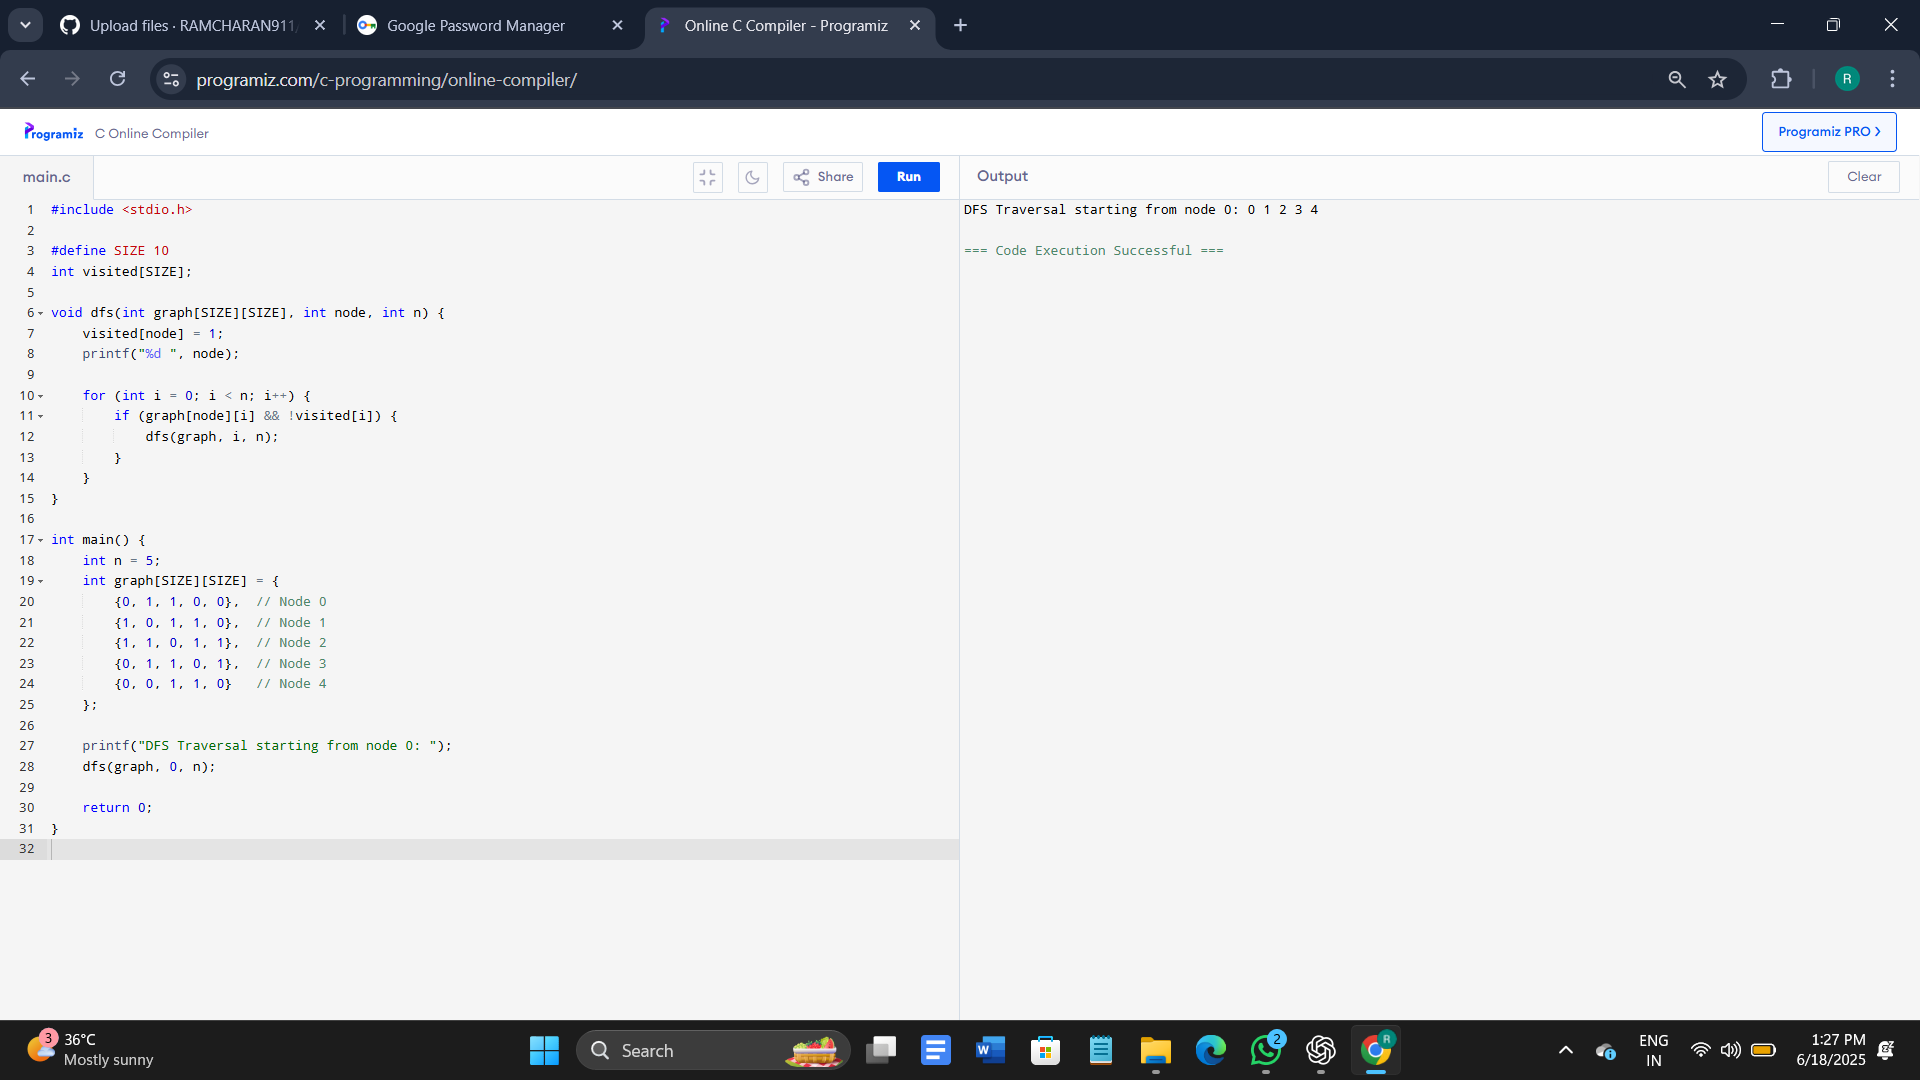 Upload files · RAMCHARAN911/
Google Password Manager
Online C Compiler - Programiz
programiz.com/c-programming/online-compiler/
R
Programiz C Online Compiler
Programiz PRO
main.c
Share
Run
Output
Clear
1 #include <stdio.h>
2
3 #define SIZE 10
4 int visited[SIZE];
5
6 void dfs(int graph[SIZE][SIZE], int node, int n) {
7 visited[node] = 1;
8 printf("%d ", node);
9
10 for (int i = 0; i < n; i++) {
11 if (graph[node][i] && !visited[i]) {
12 dfs(graph, i, n);
13 }
14 }
15 }
16
17 int main() {
18 int n = 5;
19 int graph[SIZE][SIZE] = {
20 {0, 1, 1, 0, 0}, // Node 0
21 {1, 0, 1, 1, 0}, // Node 1
22 {1, 1, 0, 1, 1}, // Node 2
23 {0, 1, 1, 0, 1}, // Node 3
24 {0, 0, 1, 1, 0} // Node 4
25 };
26
27 printf("DFS Traversal starting from node 0: ");
28 dfs(graph, 0, n);
29
30 return 0;
31 }
32
DFS Traversal starting from node 0: 0 1 2 3 4
=== Code Execution Successful ===
3
36°C
Mostly sunny
Search
W
2
R
ENG
IN
1:27 PM
6/18/2025